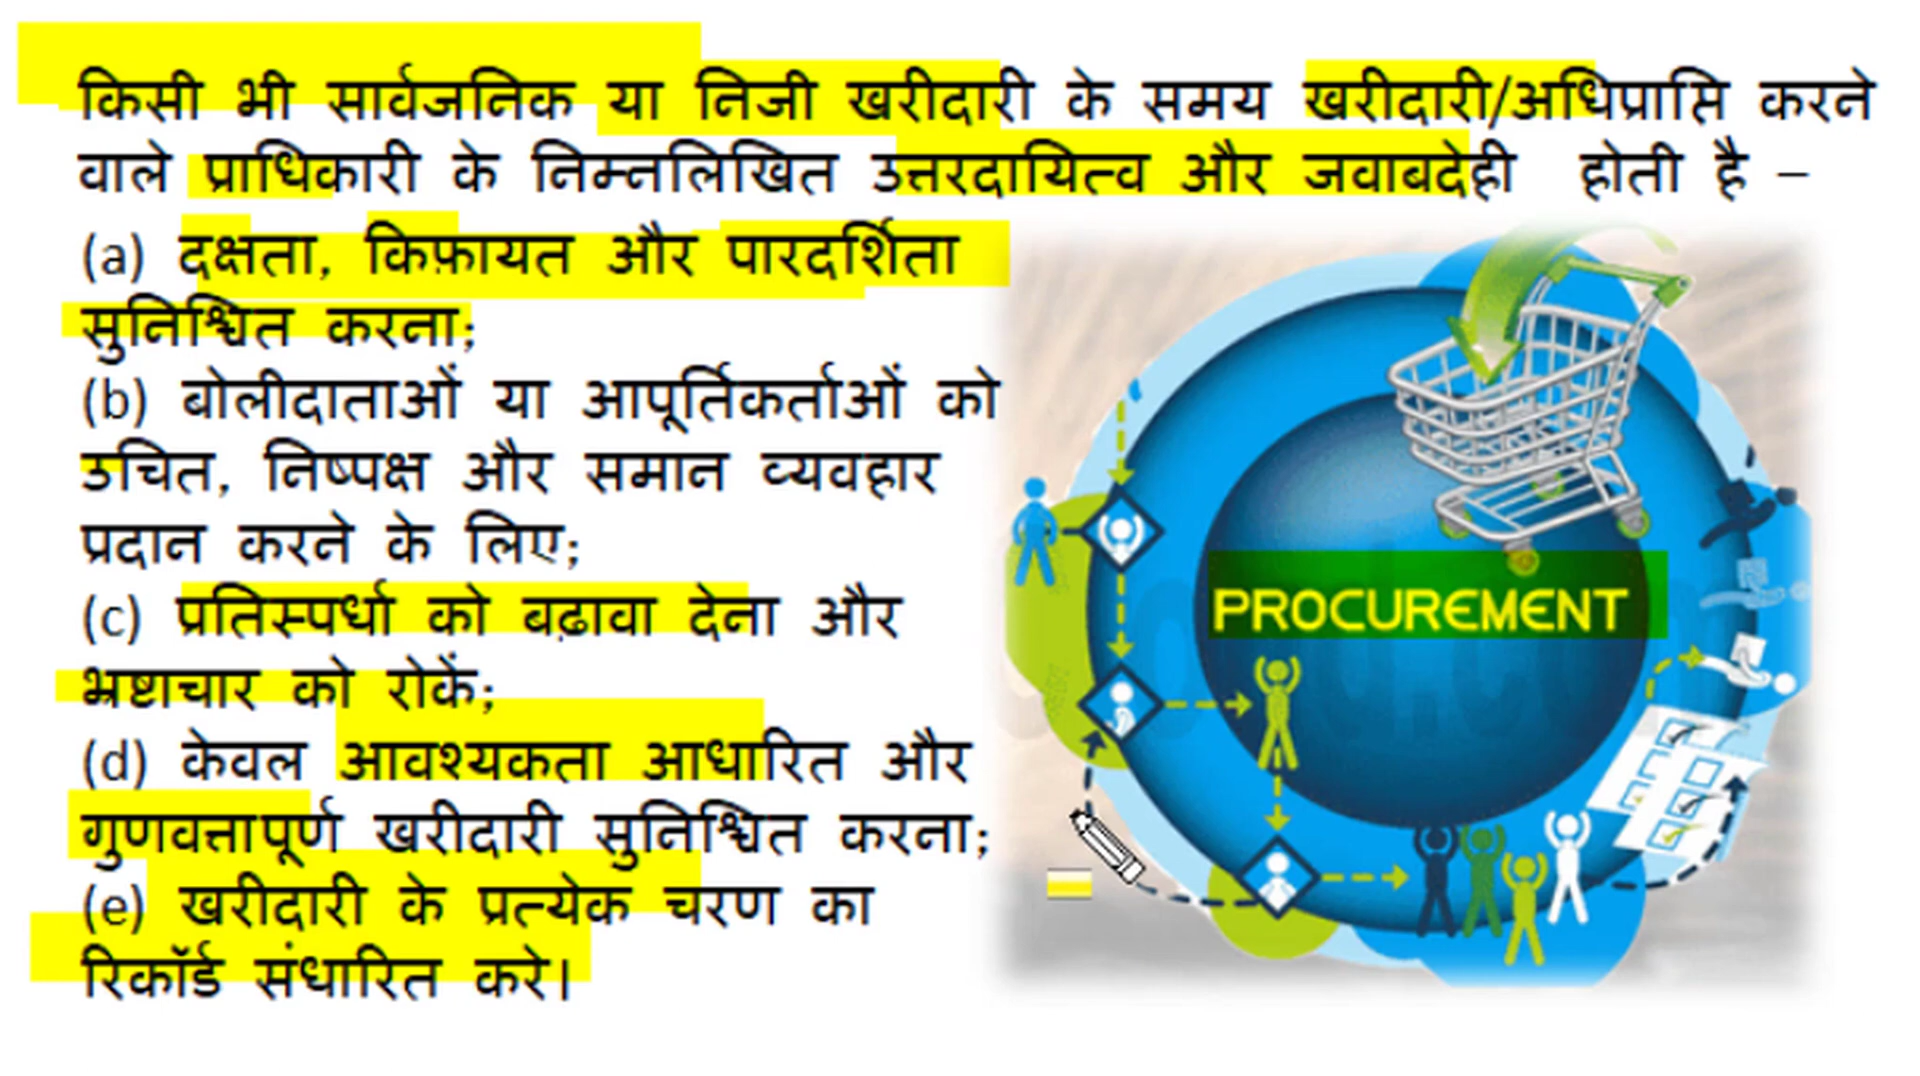 किसी भी सार्वजनिक या निजी खरीदारी के समय खरीदारी/अधिप्राप्ति करने
वाले प्राधिकारी के निम्नलिखित उत्तरदायित्व और जवाबदेही होती है –
(a) दक्षता, किफ़ायत और पारदर्शिता
सुनिश्चित करना;
(b) बोलीदाताओं या आपूर्तिकर्ताओं को
उचित, निष्पक्ष और समान व्यवहार
प्रदान करने के लिए;
(c) प्रतिस्पर्धा को बढ़ावा देना और
भ्रष्टाचार को रोकें;
(d) केवल आवश्यकता आधारित और
गुणवत्तापूर्ण खरीदारी सुनिश्चित करना;
(e) खरीदारी के प्रत्येक चरण का
रिकॉर्ड संधारित करे|
PROCUREMENT